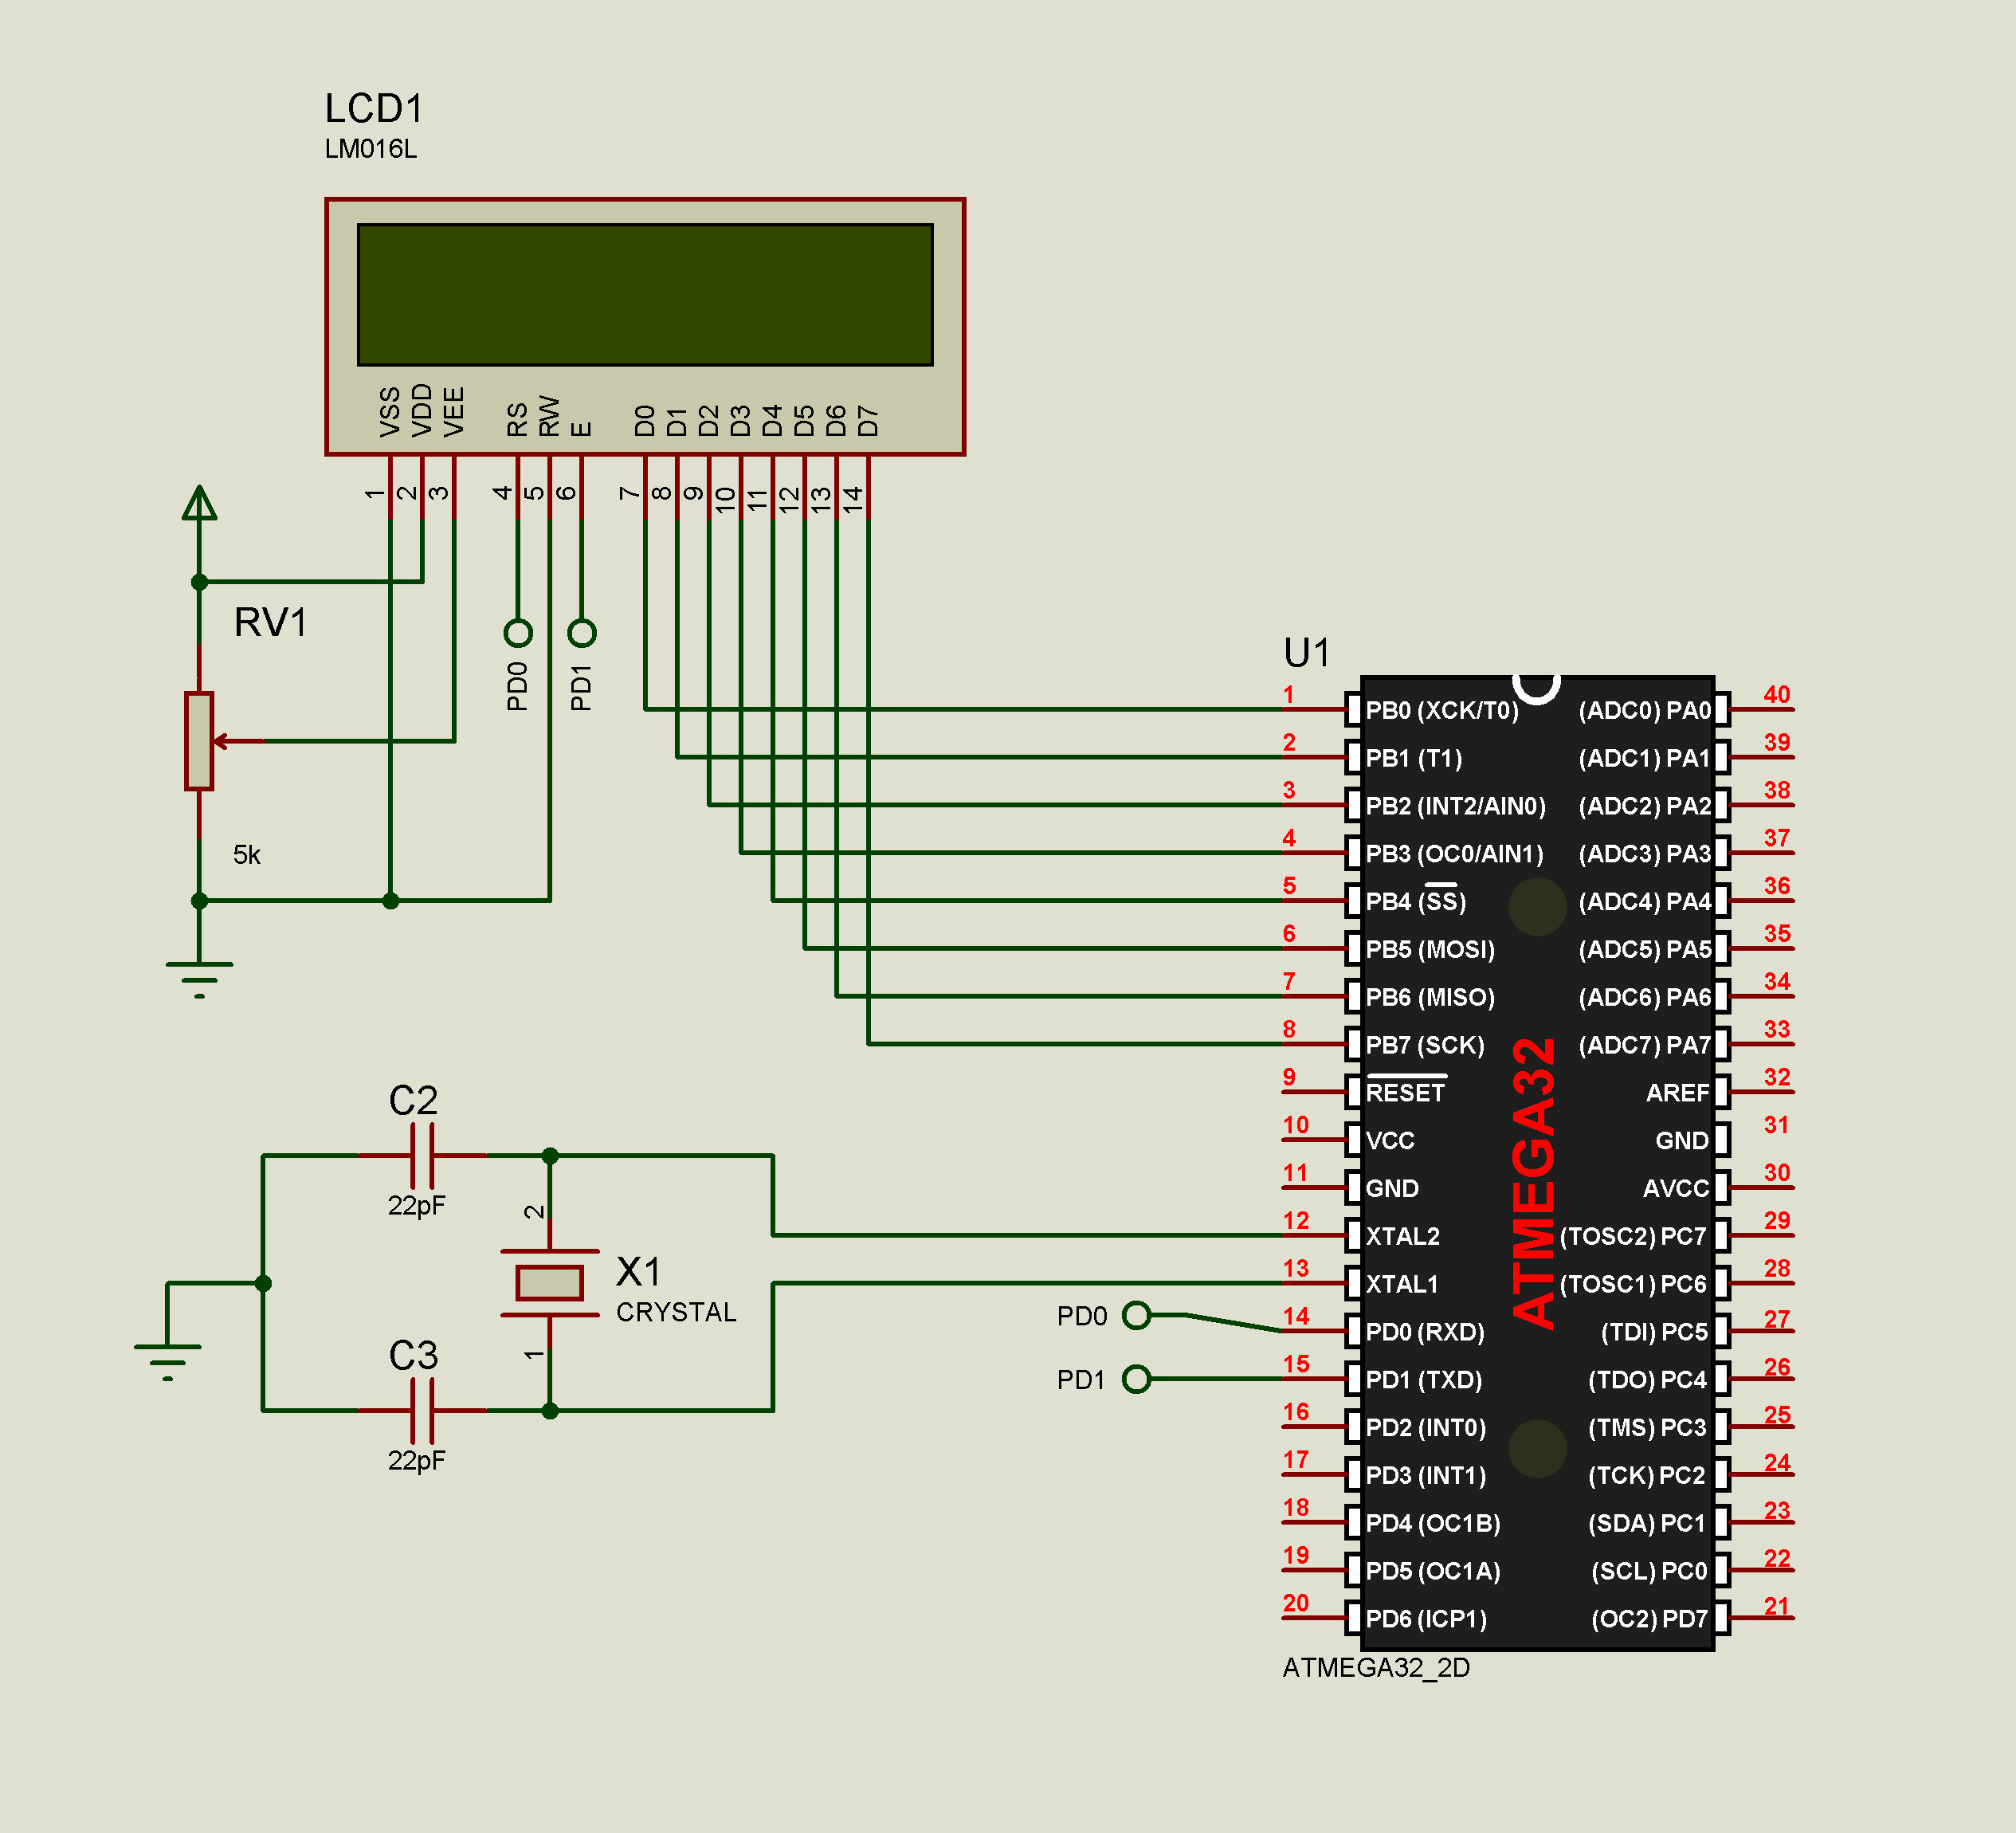 LCD1
LM016L
VSS
VDD
VEE
RS
RW
E
D0
D1
D2
D3
D4
D5
D6
D7
1
2
3
4
5
6
7
8
9
10
11
12
13
14
RV1
5k
PD0
PD1
U1
1 PB0 (XCK/T0) (ADC0) PA0 40
2 PB1 (T1) (ADC1) PA1 39
3 PB2 (INT2/AIN0) (ADC2) PA2 38
4 PB3 (OC0/AIN1) (ADC3) PA3 37
5 PB4 (SS) (ADC4) PA4 36
6 PB5 (MOSI) (ADC5) PA5 35
7 PB6 (MISO) (ADC6) PA6 34
8 PB7 (SCK) (ADC7) PA7 33
9 RESET AREF 32
10 VCC GND 31
11 GND AVCC 30
12 XTAL2 (TOSC2) PC7 29
13 XTAL1 (TOSC1) PC6 28
14 PD0 (RXD) (TDI) PC5 27
15 PD1 (TXD) (TDO) PC4 26
16 PD2 (INT0) (TMS) PC3 25
17 PD3 (INT1) (TCK) PC2 24
18 PD4 (OC1B) (SDA) PC1 23
19 PD5 (OC1A) (SCL) PC0 22
20 PD6 (ICP1) (OC2) PD7 21
ATMEGA32
ATMEGA32_2D
C2
22pF
2
X1
CRYSTAL
1
C3
22pF
PD0
PD1